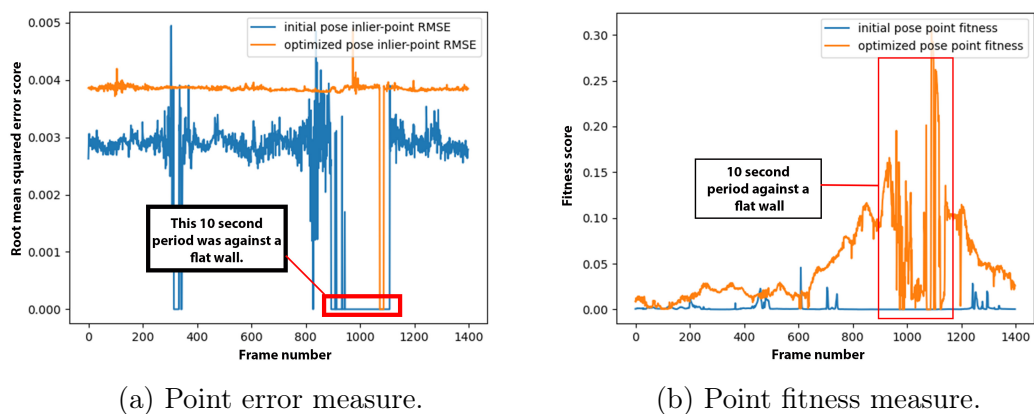 initial pose inlier-point RMSE
optimized pose inlier-point RMSE
Root mean squared error score
0.005
0.004
0.003
0.002
0.001
0.000
This 10 second
period was against a
flat wall.
0 200 400 600 800 1000 1200 1400
Frame number
(a) Point error measure.
initial pose point fitness
optimized pose point fitness
Fitness score
0.30
0.25
0.20
0.15
0.10
0.05
0.00
10 second
period against a
flat wall
0 200 400 600 800 1000 1200 1400
Frame number
(b) Point fitness measure.